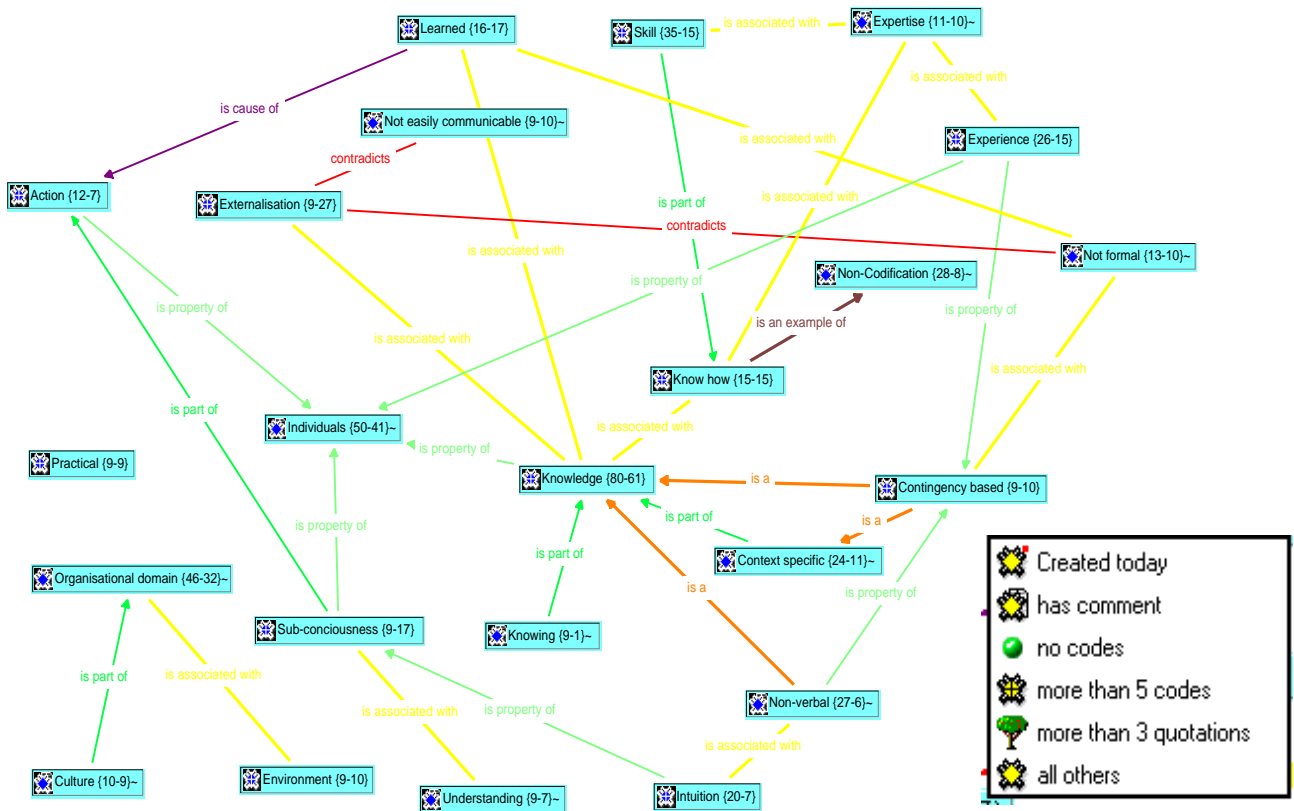 Learned {16-17}
Skill {35-15}
is associated with
Expertise {11-10}~
is associated with
is cause of
Not easily communicable {9-10}~
is associated with
Experience {26-15}
contradicts
Action {12-7}
Externalisation {9-27}
is associated with
is part of
contradicts
is associated with
Not formal {13-10}~
Non-Codification {28-8}~
is property of
is property of
is an example of
is property of
is associated with
is associated with
Know how {15-15}
is part of
Individuals {50-41}~
is associated with
is property of
Practical {9-9}
Knowledge {80-61}
is a
Contingency based {9-10}
is part of
is a
is property of
is part of
Context specific {24-11}~
Organisational domain {46-32}~
is a
is property of
Sub-conciousness {9-17}
Knowing {9-1}~
is part of
is associated with
Non-verbal {27-6}~
is associated with
is property of
is associated with
Culture {10-9}~
Environment {9-10}
Understanding {9-7}~
Intuition {20-7}
Created today
has comment
no codes
more than 5 codes
more than 3 quotations
all others